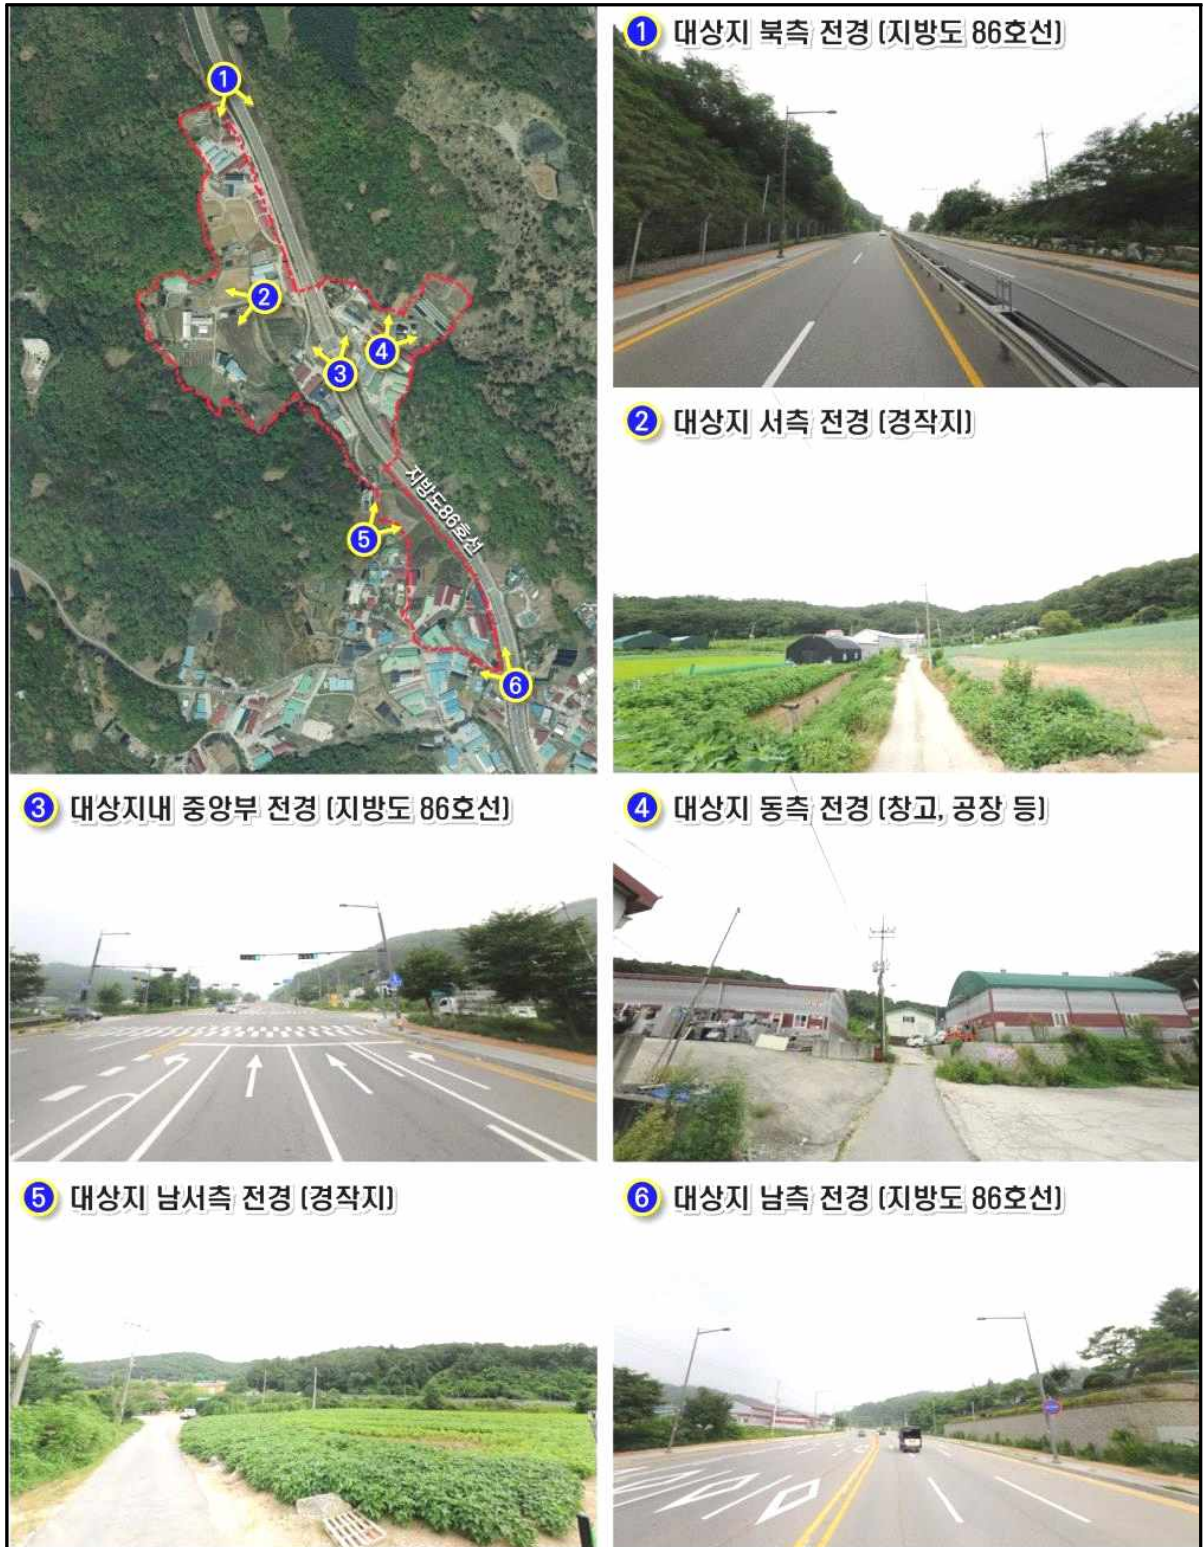 1
2
3
4
5
6
지방도86호선
1 대상지 북측 전경 (지방도 86호선)
2 대상지 서측 전경 (경작지)
3 대상지내 중앙부 전경 (지방도 86호선)
4 대상지 동측 전경 (창고, 공장 등)
5 대상지 남서측 전경 (경작지)
6 대상지 남측 전경 (지방도 86호선)